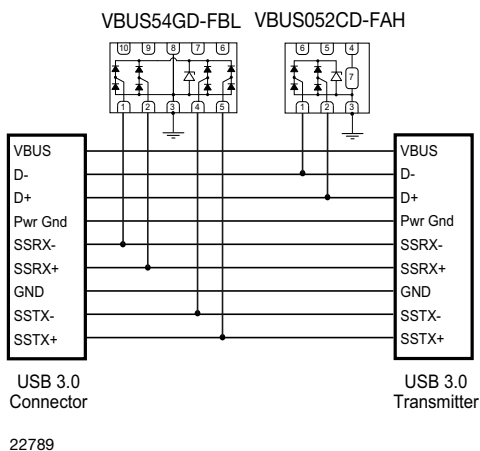 VBUS54GD-FBL VBUS052CD-FAH
10 9 8 7 6
6 5 4
7
1 2 3 4 5
1 2 3
VBUS VBUS
D- D-
D+ D+
Pwr Gnd Pwr Gnd
SSRX- SSRX-
SSRX+ SSRX+
GND GND
SSTX- SSTX-
SSTX+ SSTX+
USB 3.0
Connector
USB 3.0
Transmitter
22789